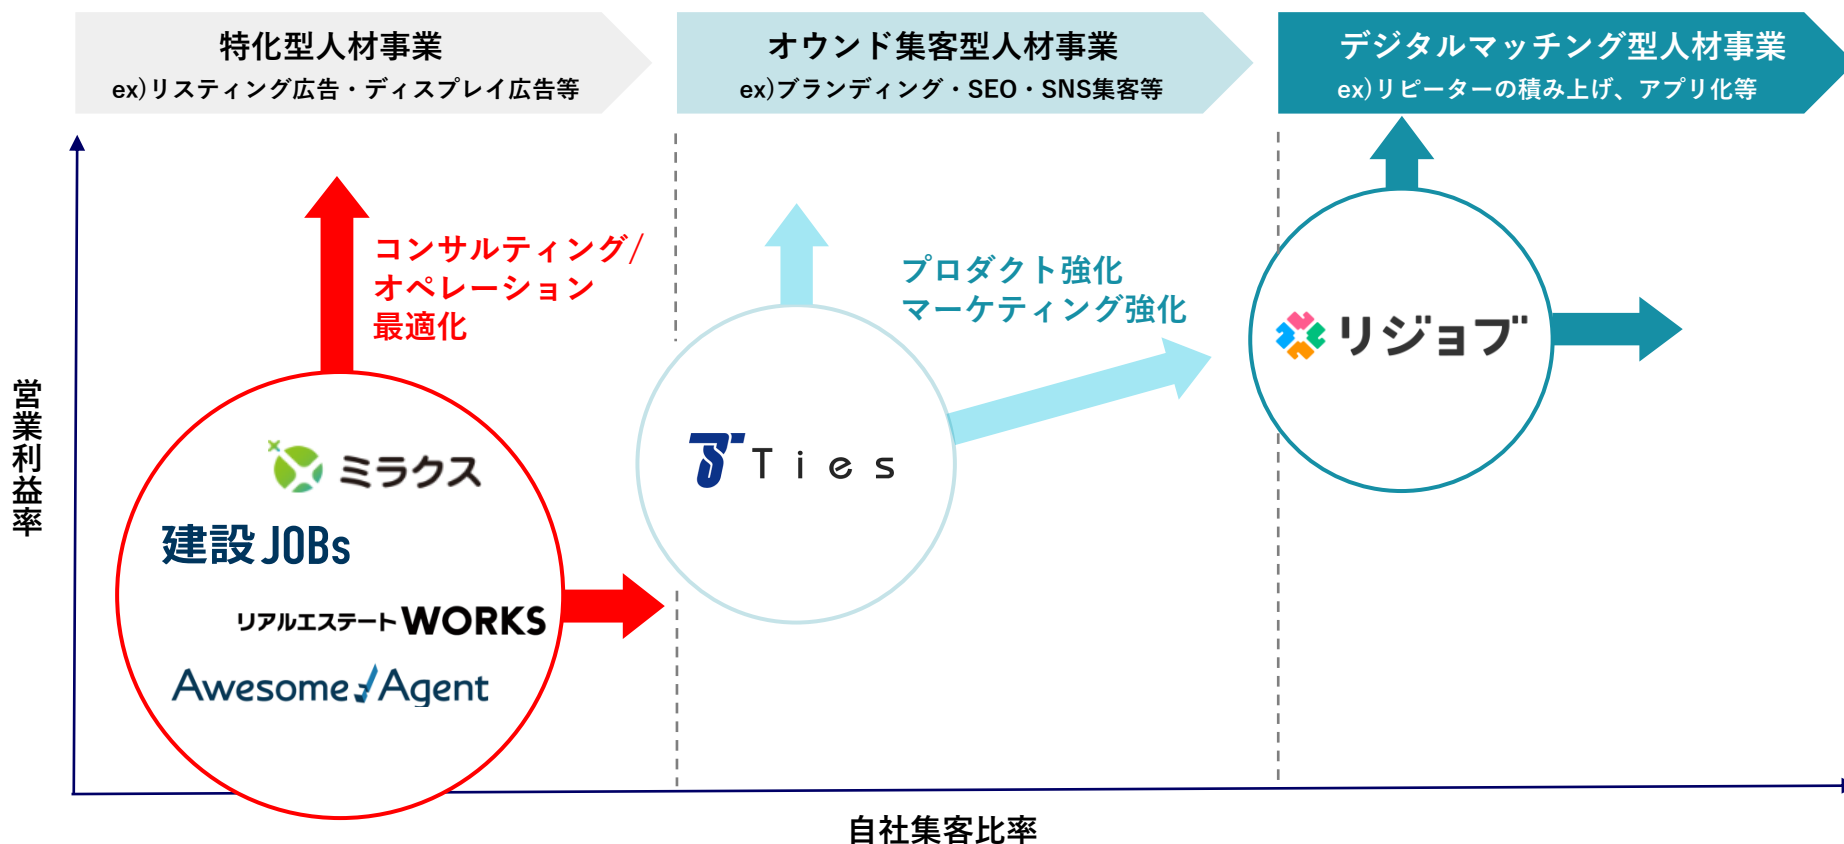 特化型人材事業
ex)リスティング広告・ディスプレイ広告等
オウンド集客型人材事業
ex)ブランディング・SEO・SNS集客等
デジタルマッチング型人材事業
ex)リピーターの積み上げ、アプリ化等
コンサルティング/
オペレーション
最適化
プロダクト強化
マーケティング強化
リジョブ
営業利益率
ミラクス
Ties
建設JOBs
リアルエステートWORKS
Awesome Agent
自社集客比率